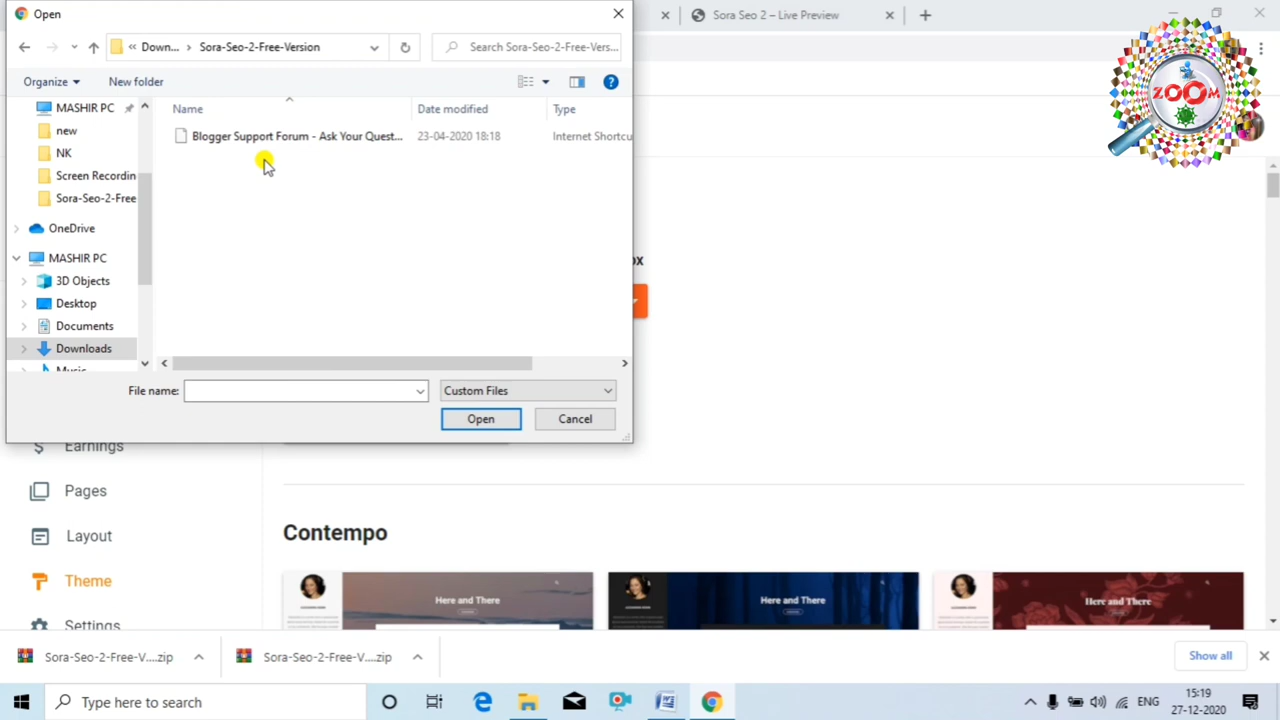 Open
Sora Seo 2 – Live Preview
« Down... › Sora-Seo-2-Free-Version
Search Sora-Seo-2-Free-Vers...
Organize
New folder
MASHIR PC
new
NK
Screen Recordin
Sora-Seo-2-Free
OneDrive
MASHIR PC
3D Objects
Desktop
Documents
Downloads
Music
Name
Date modified
Type
Blogger Support Forum - Ask Your Quest...
23-04-2020 18:18
Internet Shortcu
ox
File name:
Custom Files
Open
Cancel
ZOOM
Earnings
Pages
Layout
Theme
Settings
Contempo
Here and There
Here and There
Here and There
Sora-Seo-2-Free-V....zip
Sora-Seo-2-Free-V....zip
Show all
Type here to search
ENG
15:19
27-12-2020